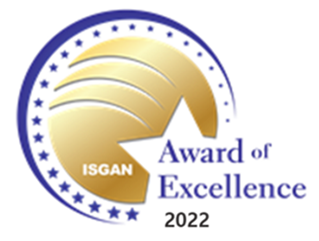 ISGAN
Award of
Excellence
2022